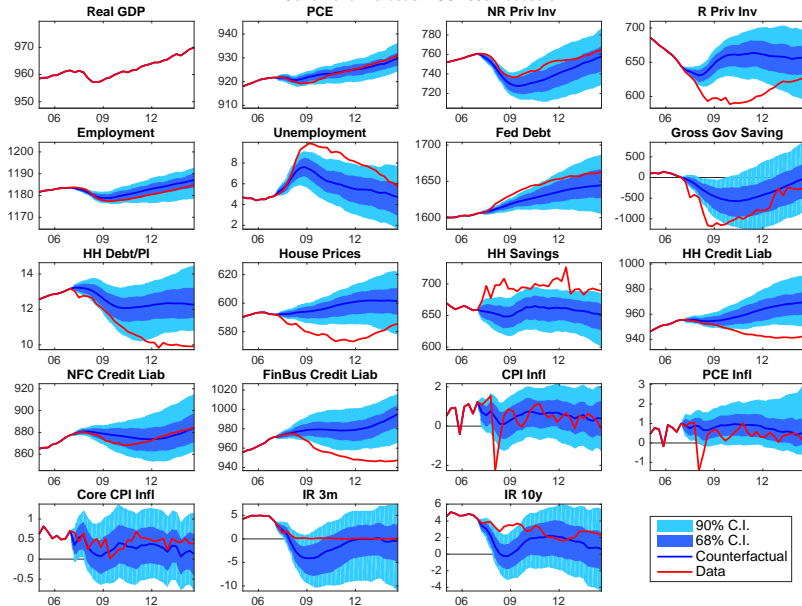 Real GDP
PCE
NR Priv Inv
R Priv Inv
970
960
950
940
930
920
910
780
760
740
720
700
650
600
06 09 12
06 09 12
06 09 12
06 09 12
Employment
Unemployment
Fed Debt
Gross Gov Saving
1200
1190
1180
1170
8
6
4
2
1700
1650
1600
500
0
-500
-1000
06 09 12
06 09 12
06 09 12
06 09 12
HH Debt/PI
House Prices
HH Savings
HH Credit Liab
14
12
10
620
600
580
700
650
600
1000
980
960
940
06 09 12
06 09 12
06 09 12
06 09 12
NFC Credit Liab
FinBus Credit Liab
CPI Infl
PCE Infl
920
900
880
860
1040
1020
1000
980
960
940
2
0
-2
3
2
1
0
-1
06 09 12
06 09 12
06 09 12
06 09 12
Core CPI Infl
IR 3m
IR 10y
1
0.5
0
-0.5
5
0
-5
-10
6
4
2
0
-2
-4
06 09 12
06 09 12
06 09 12
90% C.I.
68% C.I.
Counterfactual
Data